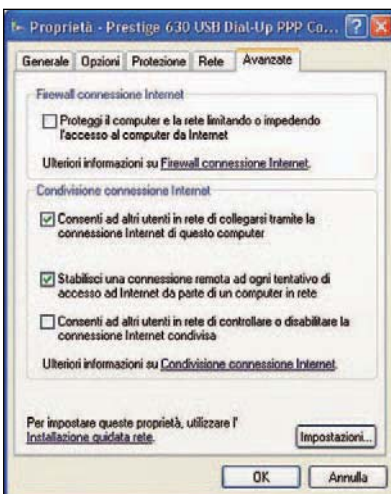 Proprietà - Prestige 630 USB Dial-Up PPP Co...
Generale
Opzioni
Protezione
Rete
Avanzate
Firewall connessione Internet
Proteggi il computer e la rete limitando o impedendo
l'accesso al computer da Internet
Ulteriori informazioni su Firewall connessione Internet.
Condivisione connessione Internet
Consenti ad altri utenti in rete di collegarsi tramite la
connessione Internet di questo computer
Stabilisci una connessione remota ad ogni tentativo di
accesso ad Internet da parte di un computer in rete
Consenti ad altri utenti in rete di controllare o disabilitare la
connessione Internet condivisa
Ulteriori informazioni su Condivisione connessione Internet.
Per impostare queste proprietà, utilizzare l'
Installazione guidata rete.
Impostazioni...
OK
Annulla